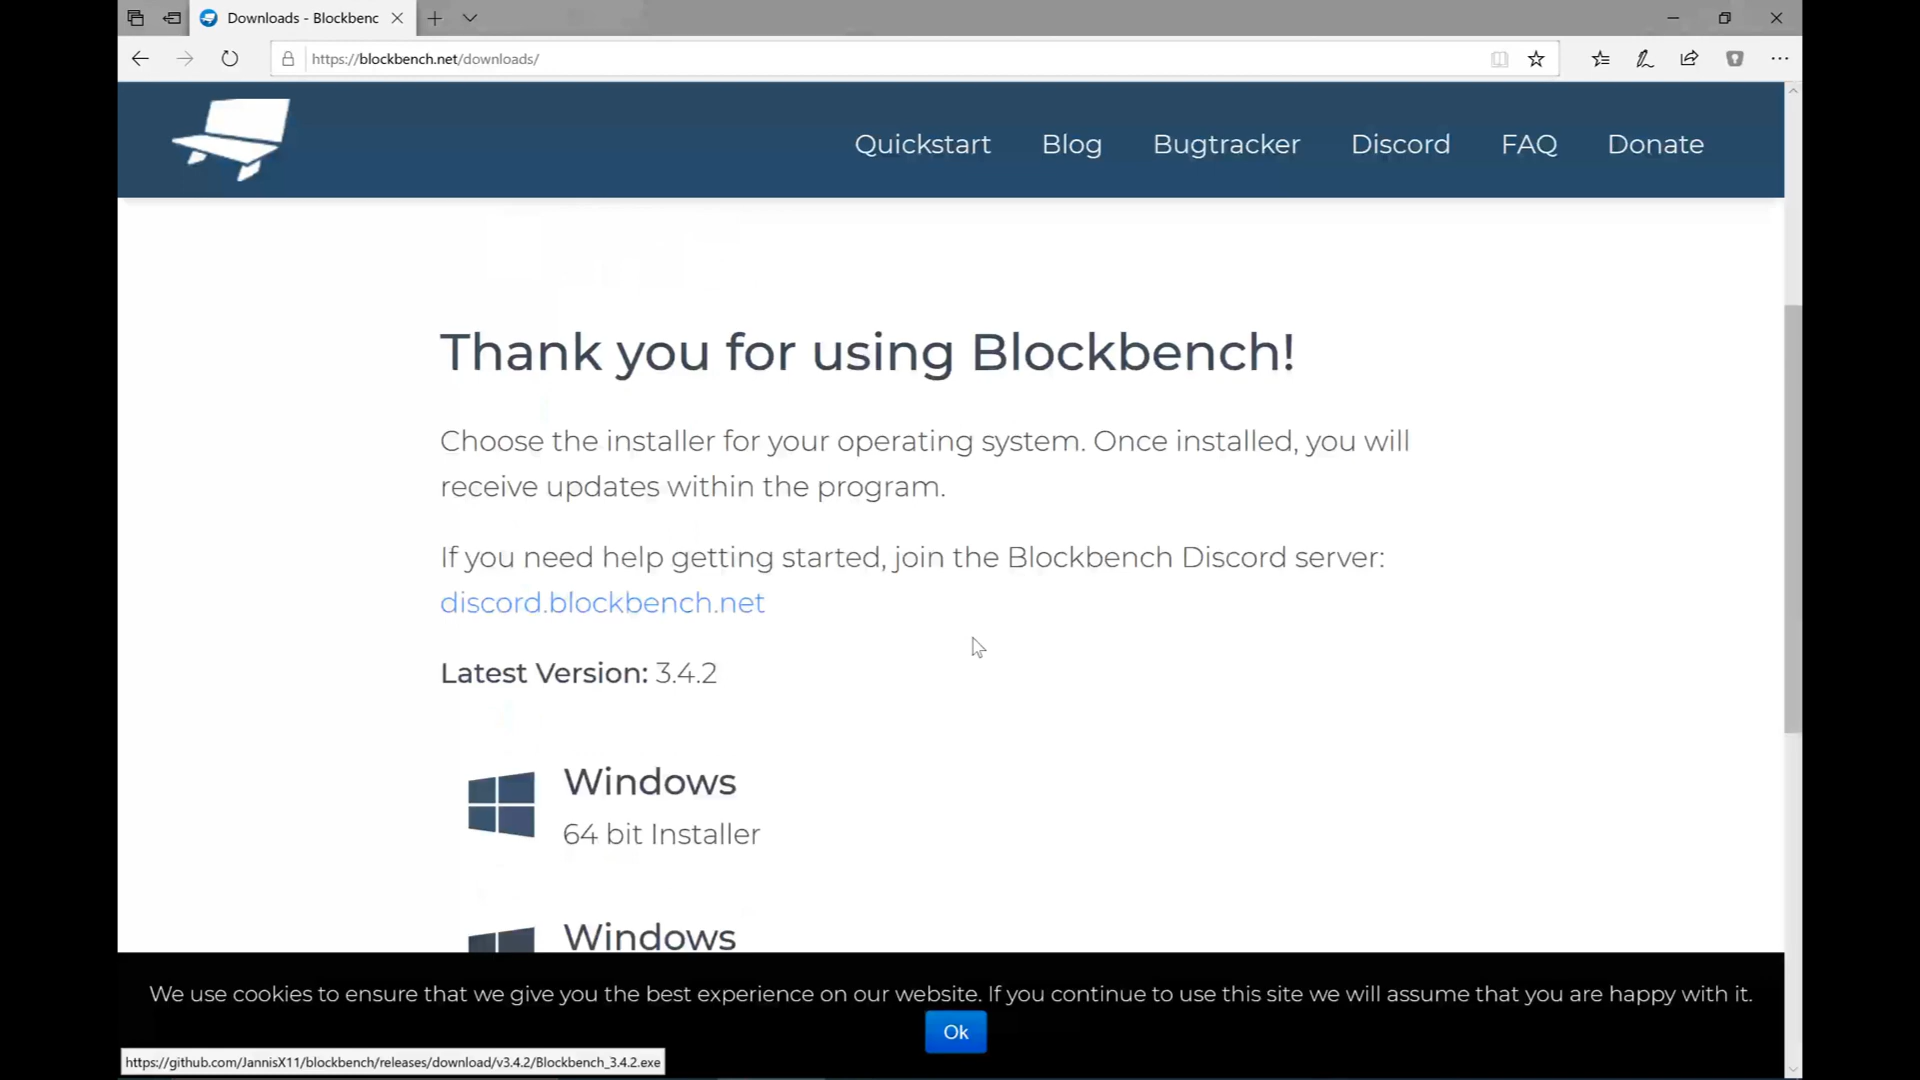 Downloads - Blockbenc
https://blockbench.net/downloads/
Quickstart Blog Bugtracker Discord FAQ Donate
Thank you for using Blockbench!
Choose the installer for your operating system. Once installed, you will
receive updates within the program.
If you need help getting started, join the Blockbench Discord server:
discord.blockbench.net
Latest Version: 3.4.2
Windows
64 bit Installer
Windows
We use cookies to ensure that we give you the best experience on our website. If you continue to use this site we will assume that you are happy with it.
Ok
https://github.com/JannisX11/blockbench/releases/download/v3.4.2/Blockbench_3.4.2.exe